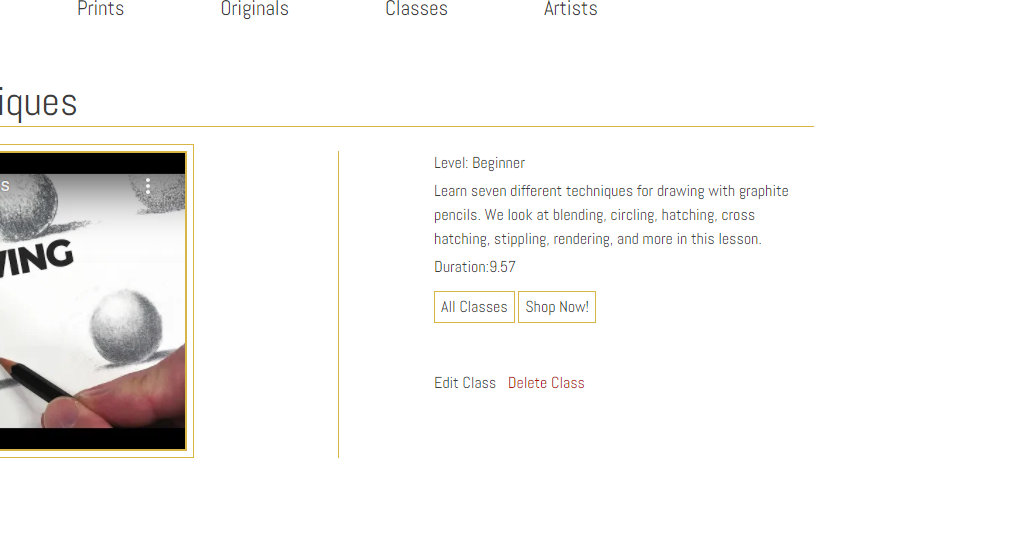 Prints Originals Classes Artists
iques
S
WING
Level: Beginner
Learn seven different techniques for drawing with graphite
pencils. We look at blending, circling, hatching, cross
hatching, stippling, rendering, and more in this lesson.
Duration:9.57
All Classes Shop Now!
Edit Class Delete Class